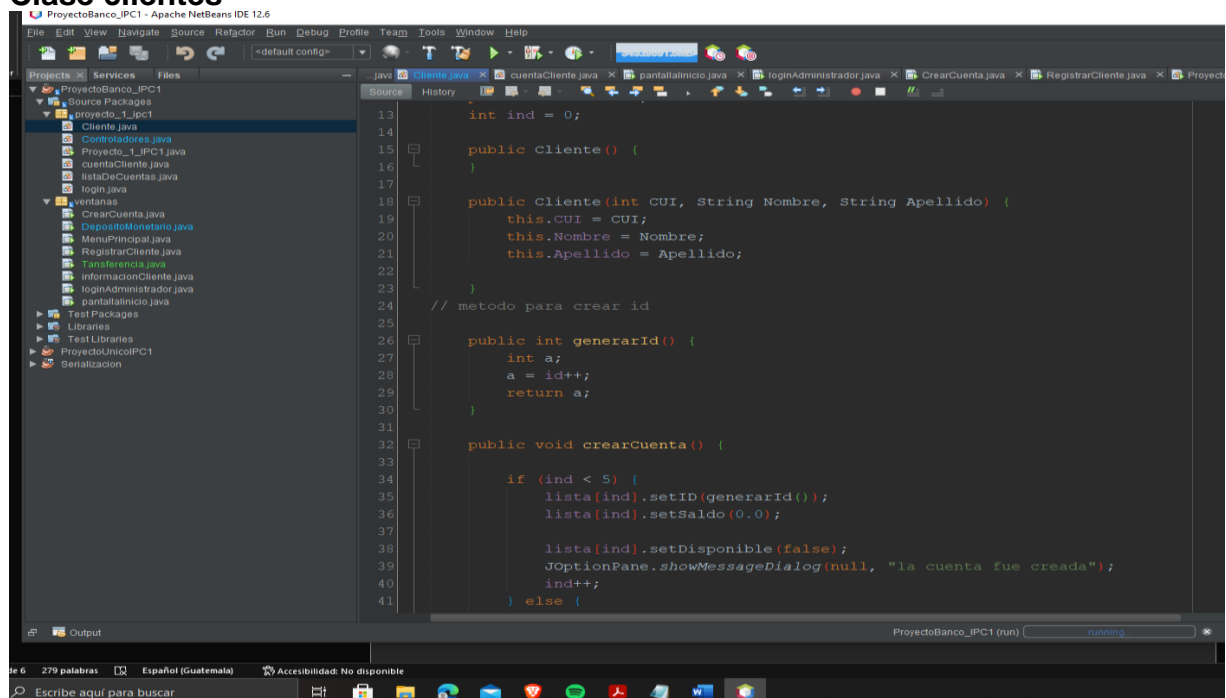 Clase clientes
ProyectoBanco_IPC1 - Apache NetBeans IDE 12.6
File Edit View Navigate Source Refactor Run Debug Profile Team Tools Window Help
<default config>
Projects × Services Files
...java Cliente.java × cuentaCliente.java × pantallaInicio.java × loginAdministrador.java × CrearCuenta.java × RegistrarCliente.java × Proyect
Source History
ProyectoBanco_IPC1
Source Packages
proyecto_1_ipc1
Cliente.java
Controladores.java
Proyecto_1_IPC1.java
cuentaCliente.java
listaDeCuentas.java
login.java
ventanas
CrearCuenta.java
DepositoMonetario.java
MenuPrincipal.java
RegistrarCliente.java
Tansferencia.java
informacionCliente.java
loginAdministrador.java
pantallaInicio.java
Test Packages
Libraries
Test Libraries
ProyectoUnicoIPC1
Serializacion
13 int ind = 0;
14
15 public Cliente() {
16 }
17
18 public Cliente(int CUI, String Nombre, String Apellido) {
19 this.CUI = CUI;
20 this.Nombre = Nombre;
21 this.Apellido = Apellido;
22
23 }
24 // metodo para crear id
25
26 public int generarId() {
27 int a;
28 a = id++;
29 return a;
30 }
31
32 public void crearCuenta() {
33
34 if (ind < 5) {
35 lista[ind].setID(generarId());
36 lista[ind].setSaldo(0.0);
37
38 lista[ind].setDisponible(false);
39 JOptionPane.showMessageDialog(null, "la cuenta fue creada");
40 ind++;
41 } else {
Output
ProyectoBanco_IPC1 (run) running...
de 6 279 palabras Español (Guatemala) Accesibilidad: No disponible
Escribe aquí para buscar